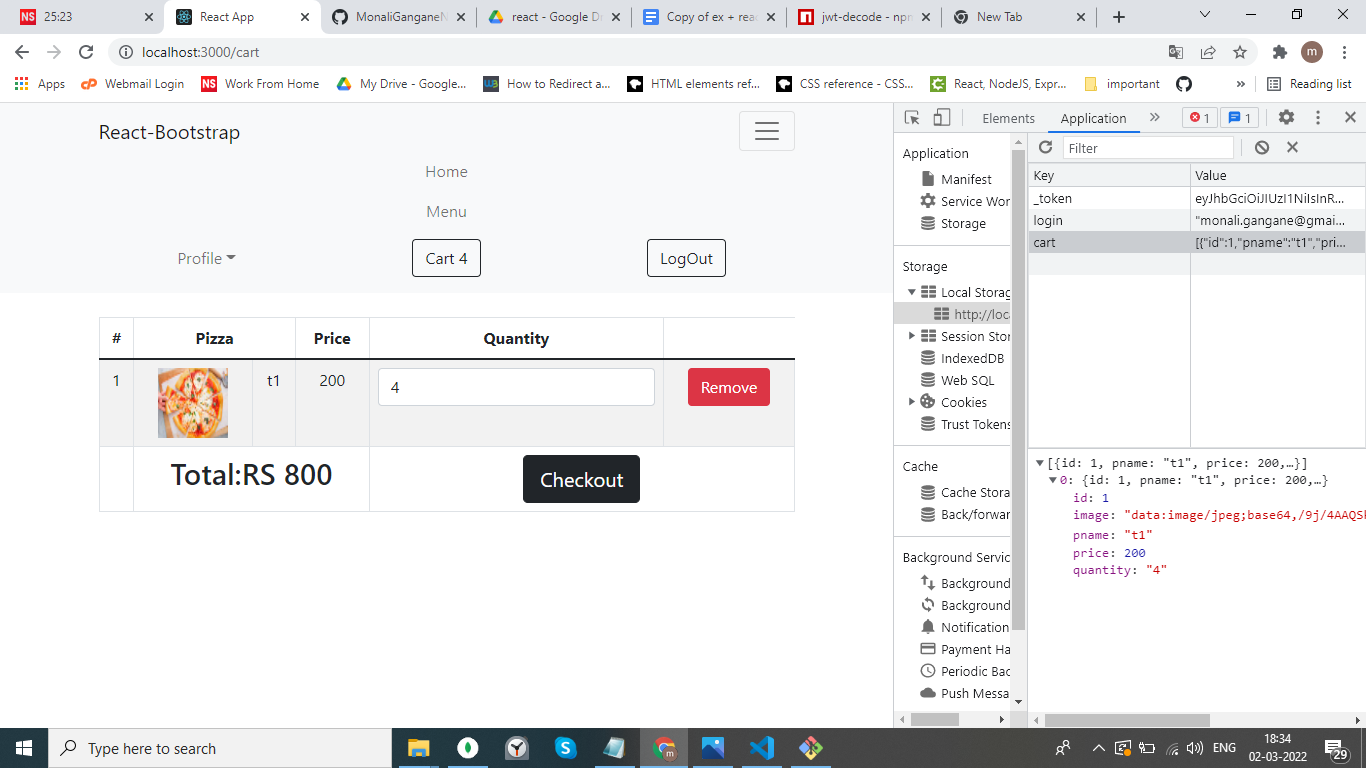 25:23
React App
MonaliGanganeN
react - Google Dr
Copy of ex + rea
jwt-decode - npm
New Tab
localhost:3000/cart
m
Apps
Webmail Login
NS
Work From Home
My Drive - Google...
How to Redirect a...
HTML elements ref...
CSS reference - CSS...
React, NodeJS, Expr...
important
»
Reading list
React-Bootstrap
Home
Menu
Profile
Cart 4
LogOut
# Pizza Price Quantity
1 t1 200 4 Remove
Total:RS 800
Checkout
Elements
Application
»
1
1
Application
Manifest
Service Wor
Storage
Storage
Local Storag
http://loca
Session Stor
IndexedDB
Web SQL
Cookies
Trust Tokens
Cache
Cache Stora
Back/forwar
Background Servic
Background
Background
Notification
Payment Ha
Periodic Bac
Push Messa
Filter
Key Value
_token eyJhbGciOiJIUzI1NiIsInR...
login "monali.gangane@gmai...
cart [{"id":1,"pname":"t1","pri...
[{id: 1, pname: "t1", price: 200,…}]
0: {id: 1, pname: "t1", price: 200,…}
id: 1
image: "data:image/jpeg;base64,/9j/4AAQSk
pname: "t1"
price: 200
quantity: "4"
Type here to search
ENG
18:34
02-03-2022
29